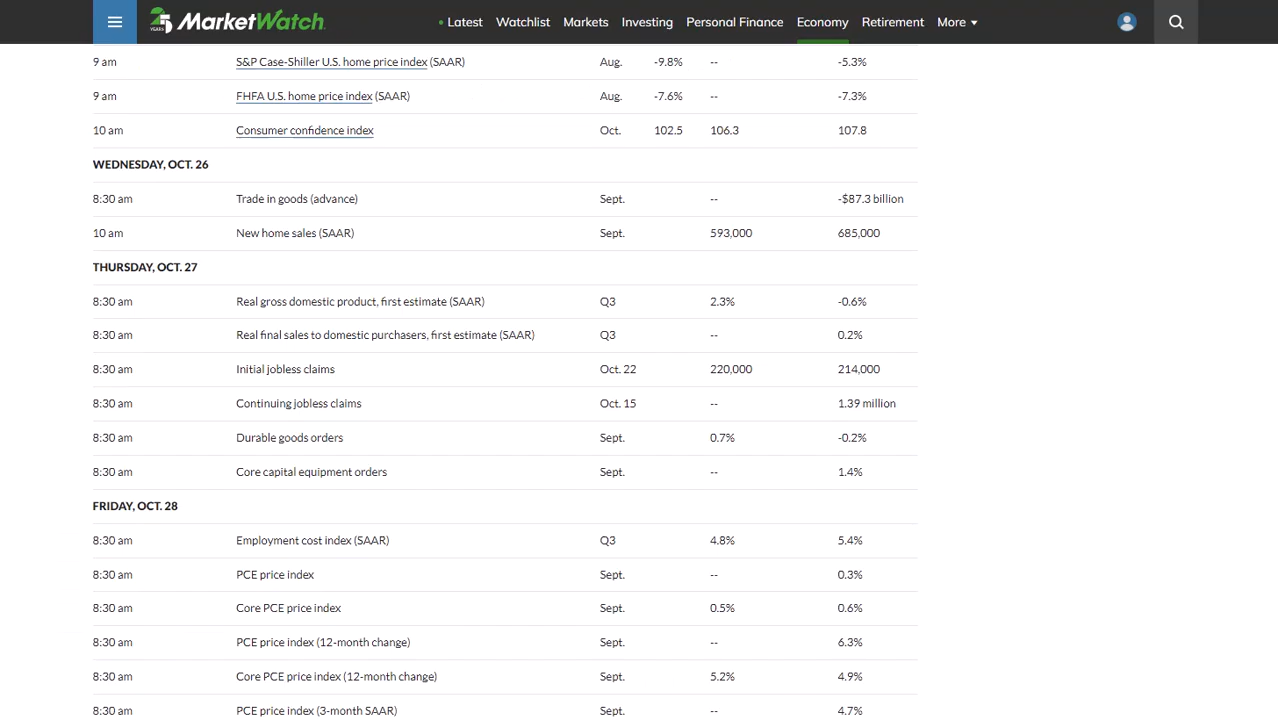 25 YEARS MarketWatch
Latest Watchlist Markets Investing Personal Finance Economy Retirement More
9 am S&P Case-Shiller U.S. home price index (SAAR) Aug. -9.8% -- -5.3%
9 am FHFA U.S. home price index (SAAR) Aug. -7.6% -- -7.3%
10 am Consumer confidence index Oct. 102.5 106.3 107.8
WEDNESDAY, OCT. 26
8:30 am Trade in goods (advance) Sept. -- -$87.3 billion
10 am New home sales (SAAR) Sept. 593,000 685,000
THURSDAY, OCT. 27
8:30 am Real gross domestic product, first estimate (SAAR) Q3 2.3% -0.6%
8:30 am Real final sales to domestic purchasers, first estimate (SAAR) Q3 -- 0.2%
8:30 am Initial jobless claims Oct. 22 220,000 214,000
8:30 am Continuing jobless claims Oct. 15 -- 1.39 million
8:30 am Durable goods orders Sept. 0.7% -0.2%
8:30 am Core capital equipment orders Sept. -- 1.4%
FRIDAY, OCT. 28
8:30 am Employment cost index (SAAR) Q3 4.8% 5.4%
8:30 am PCE price index Sept. -- 0.3%
8:30 am Core PCE price index Sept. 0.5% 0.6%
8:30 am PCE price index (12-month change) Sept. -- 6.3%
8:30 am Core PCE price index (12-month change) Sept. 5.2% 4.9%
8:30 am PCE price index (3-month SAAR) Sept. -- 4.7%